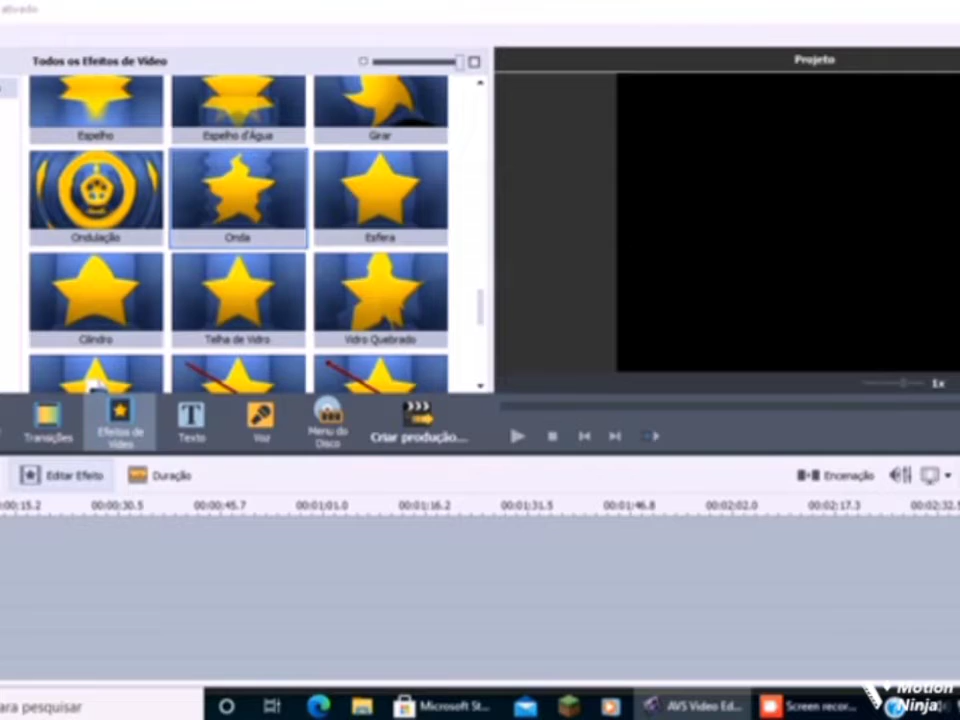 ativado
Todos os Efeitos de Vídeo
Projeto
Espelho
Espelho d'Água
Girar
Ondulação
Onda
Esfera
Cilindro
Telha de Vidro
Vidro Quebrado
1x
Transições
Efeitos de Vídeo
Texto
Voz
Menu do Disco
Criar produção...
Editar Efeito
Duração
Encenação
:00:15.2 00:00:30.5 00:00:45.7 00:01:01.0 00:01:16.2 00:01:31.5 00:01:46.8 00:02:02.0 00:02:17.3 00:02:32.5
ara pesquisar
Microsoft St...
AVS Video Ed...
Screen recor...
Motion Ninja